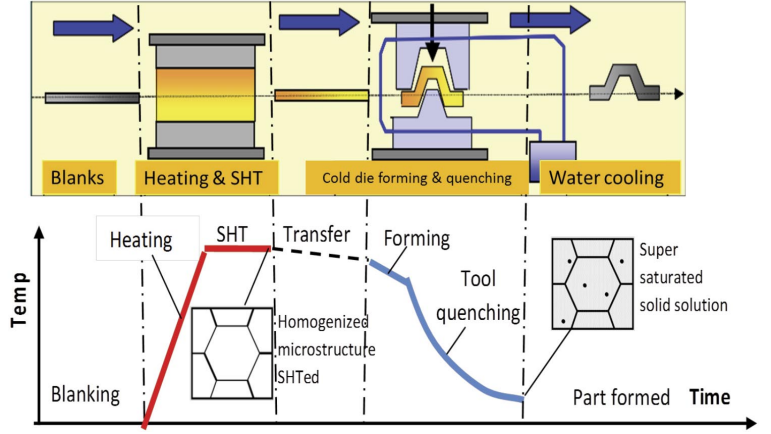 Blanks
Heating & SHT
Cold die forming & quenching
Water cooling
Temp
Heating
SHT
Transfer
Forming
Tool
quenching
Super
saturated
solid solution
Homogenized
microstructure
SHTed
Blanking
Part formed
Time